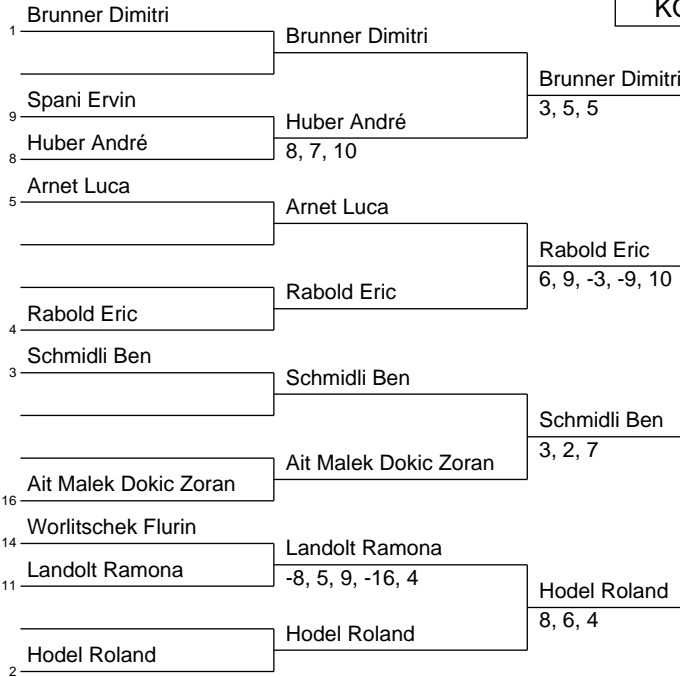 KO
Brunner Dimitri
1
Brunner Dimitri
Brunner Dimitri
3, 5, 5
Spani Ervin
9
Huber André
8, 7, 10
Huber André
8
Arnet Luca
5
Arnet Luca
Rabold Eric
6, 9, -3, -9, 10
Rabold Eric
Rabold Eric
4
Schmidli Ben
3
Schmidli Ben
Schmidli Ben
3, 2, 7
Ait Malek Dokic Zoran
Ait Malek Dokic Zoran
16
Worlitschek Flurin
14
Landolt Ramona
-8, 5, 9, -16, 4
Landolt Ramona
11
Hodel Roland
8, 6, 4
Hodel Roland
Hodel Roland
2